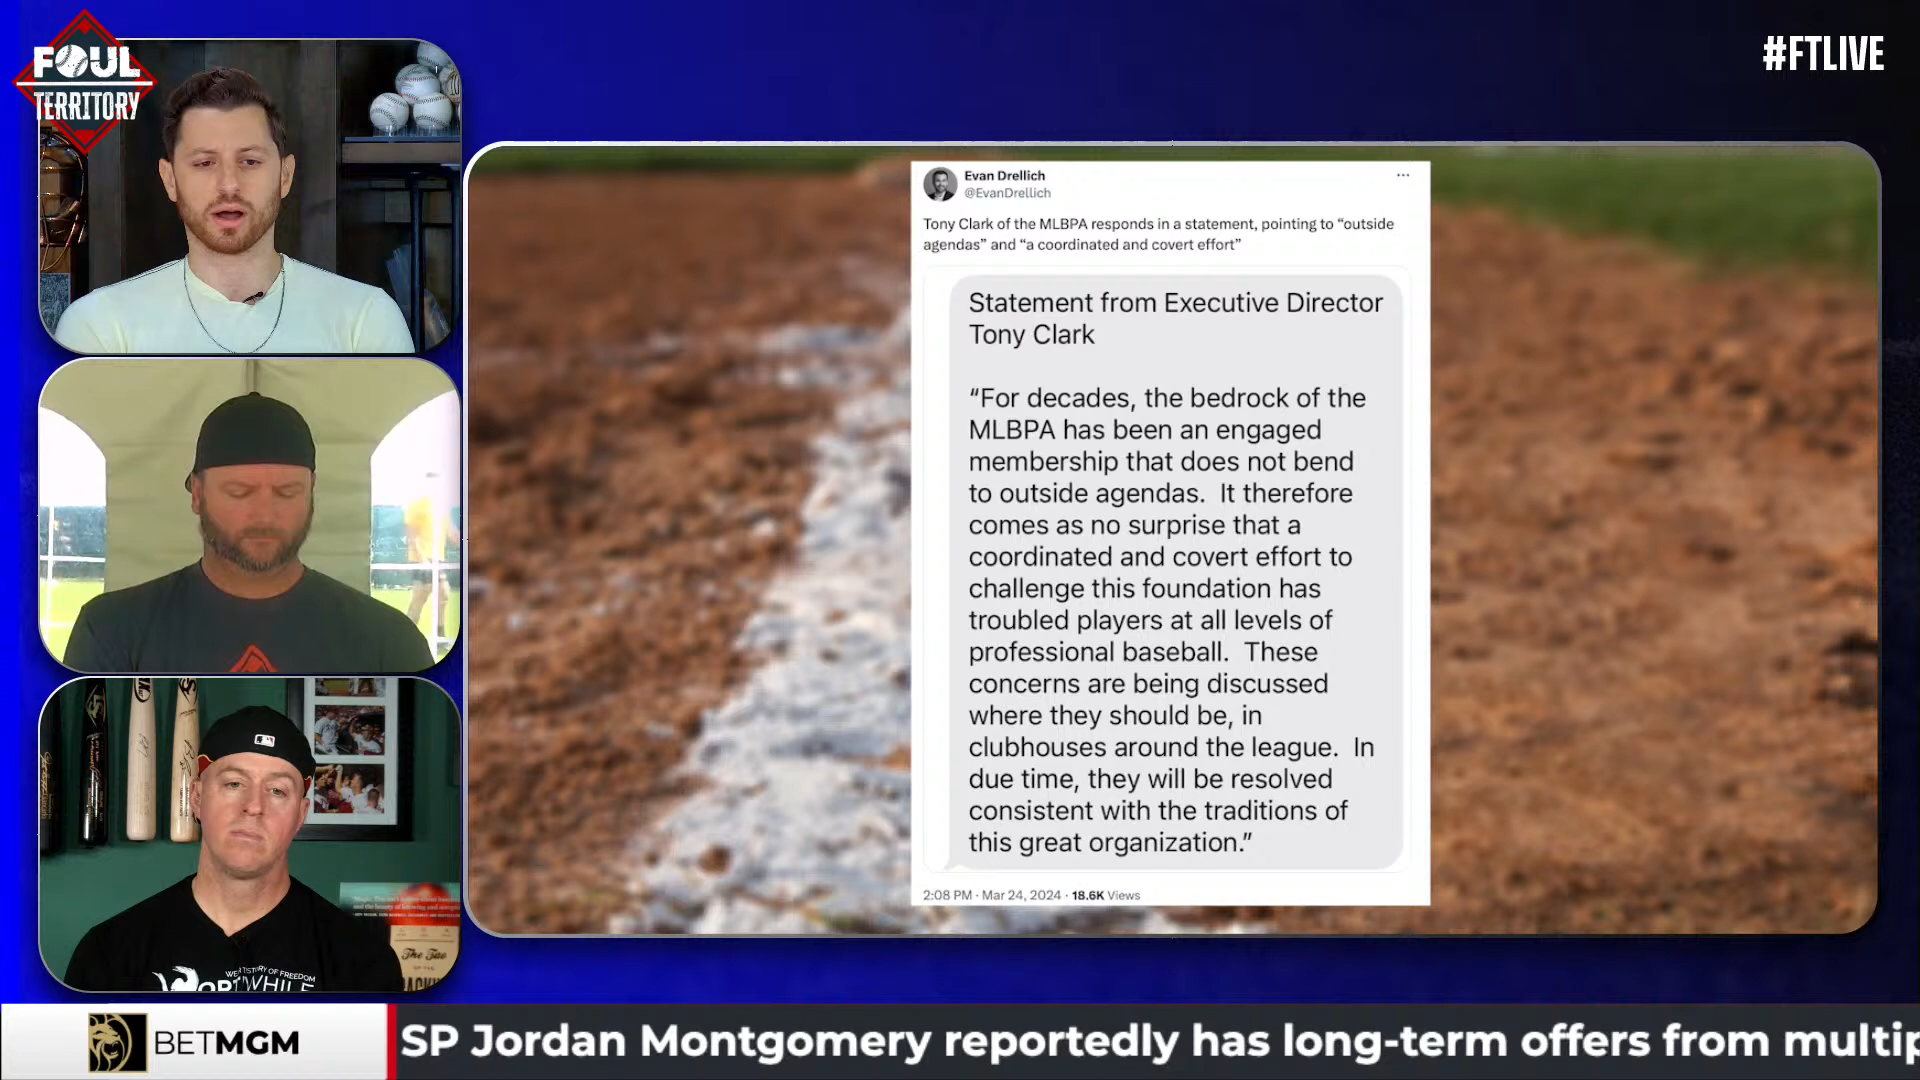 FOUL
TERRITORY
#FTLIVE
Evan Drellich
@EvanDrellich
Tony Clark of the MLBPA responds in a statement, pointing to “outside
agendas” and “a coordinated and covert effort”
Statement from Executive Director
Tony Clark
“For decades, the bedrock of the
MLBPA has been an engaged
membership that does not bend
to outside agendas.  It therefore
comes as no surprise that a
coordinated and covert effort to
challenge this foundation has
troubled players at all levels of
professional baseball.  These
concerns are being discussed
where they should be, in
clubhouses around the league.  In
due time, they will be resolved
consistent with the traditions of
this great organization.”
2:08 PM · Mar 24, 2024 · 18.6K Views
The Tao
OF THE
BETMGM
SP Jordan Montgomery reportedly has long-term offers from multip